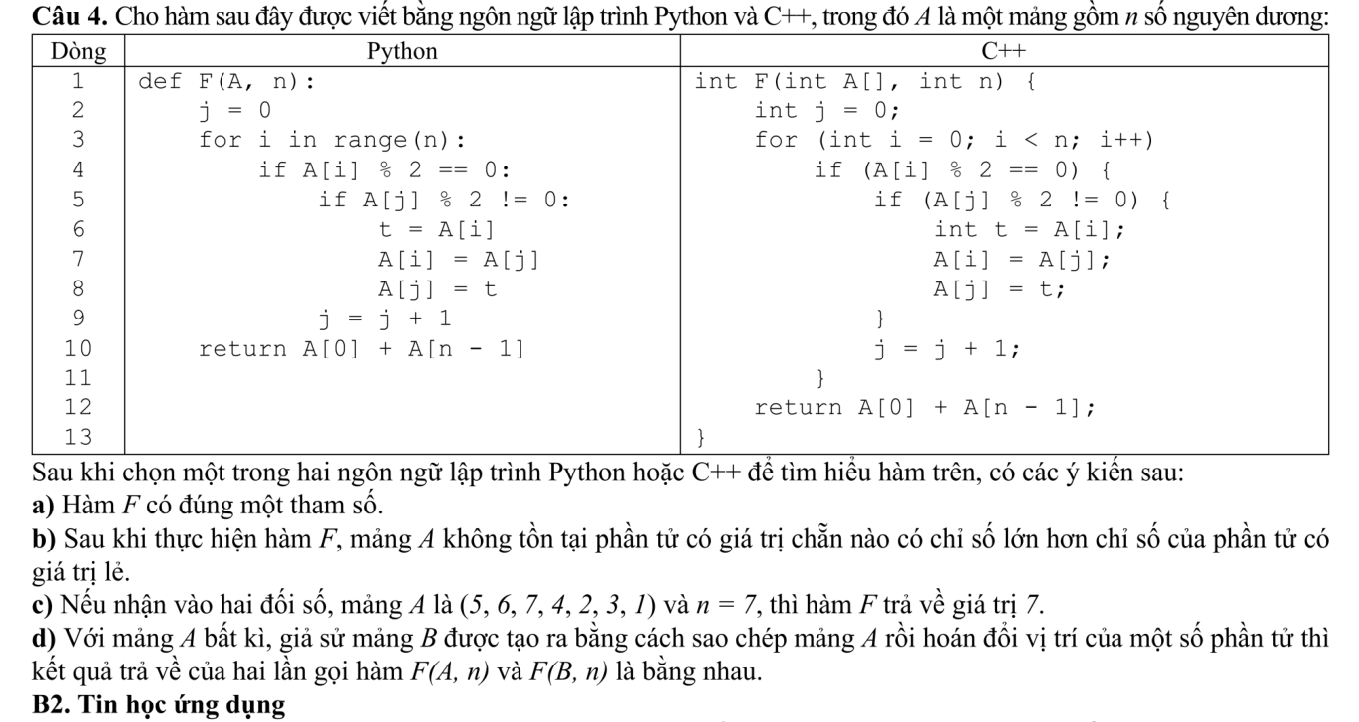 Câu 4. Cho hàm sau đây được viết bằng ngôn ngữ lập trình Python và C++, trong đó A là một mảng gồm n số nguyên dương:
Dòng Python C++
1 def F(A, n): int F(int A[], int n) {
2 j = 0 int j = 0;
3 for i in range(n): for (int i = 0; i < n; i++)
4 if A[i] % 2 == 0: if (A[i] % 2 == 0) {
5 if A[j] % 2 != 0: if (A[j] % 2 != 0) {
6 t = A[i] int t = A[i];
7 A[i] = A[j] A[i] = A[j];
8 A[j] = t A[j] = t;
9 j = j + 1 }
10 return A[0] + A[n - 1] j = j + 1;
11 }
12 return A[0] + A[n - 1];
13 }
Sau khi chọn một trong hai ngôn ngữ lập trình Python hoặc C++ để tìm hiểu hàm trên, có các ý kiến sau:
a) Hàm F có đúng một tham số.
b) Sau khi thực hiện hàm F, mảng A không tồn tại phần tử có giá trị chẵn nào có chỉ số lớn hơn chỉ số của phần tử có
giá trị lẻ.
c) Nếu nhận vào hai đối số, mảng A là (5, 6, 7, 4, 2, 3, 1) và n = 7, thì hàm F trả về giá trị 7.
d) Với mảng A bất kì, giả sử mảng B được tạo ra bằng cách sao chép mảng A rồi hoán đổi vị trí của một số phần tử thì
kết quả trả về của hai lần gọi hàm F(A, n) và F(B, n) là bằng nhau.
B2. Tin học ứng dụng